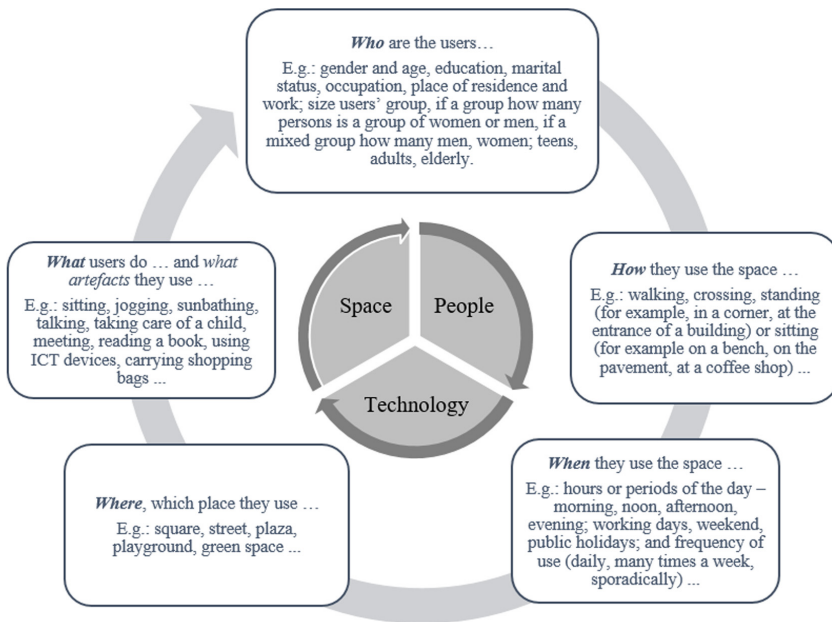 Who are the users…
E.g.: gender and age, education, marital
status, occupation, place of residence and
work; size users’ group, if a group how many
persons is a group of women or men, if a
mixed group how many men, women; teens,
adults, elderly.
How they use the space …
E.g.: walking, crossing, standing
(for example, in a corner, at the
entrance of a building) or sitting
(for example on a bench, on the
pavement, at a coffee shop) ...
When they use the space …
E.g.: hours or periods of the day –
morning, noon, afternoon,
evening; working days, weekend,
public holidays; and frequency of
use (daily, many times a week,
sporadically) ...
Where, which place they use …
E.g.: square, street, plaza,
playground, green space ...
What users do … and what
artefacts they use …
E.g.: sitting, jogging, sunbathing,
talking, taking care of a child,
meeting, reading a book, using
ICT devices, carrying shopping
bags ...
Space
People
Technology